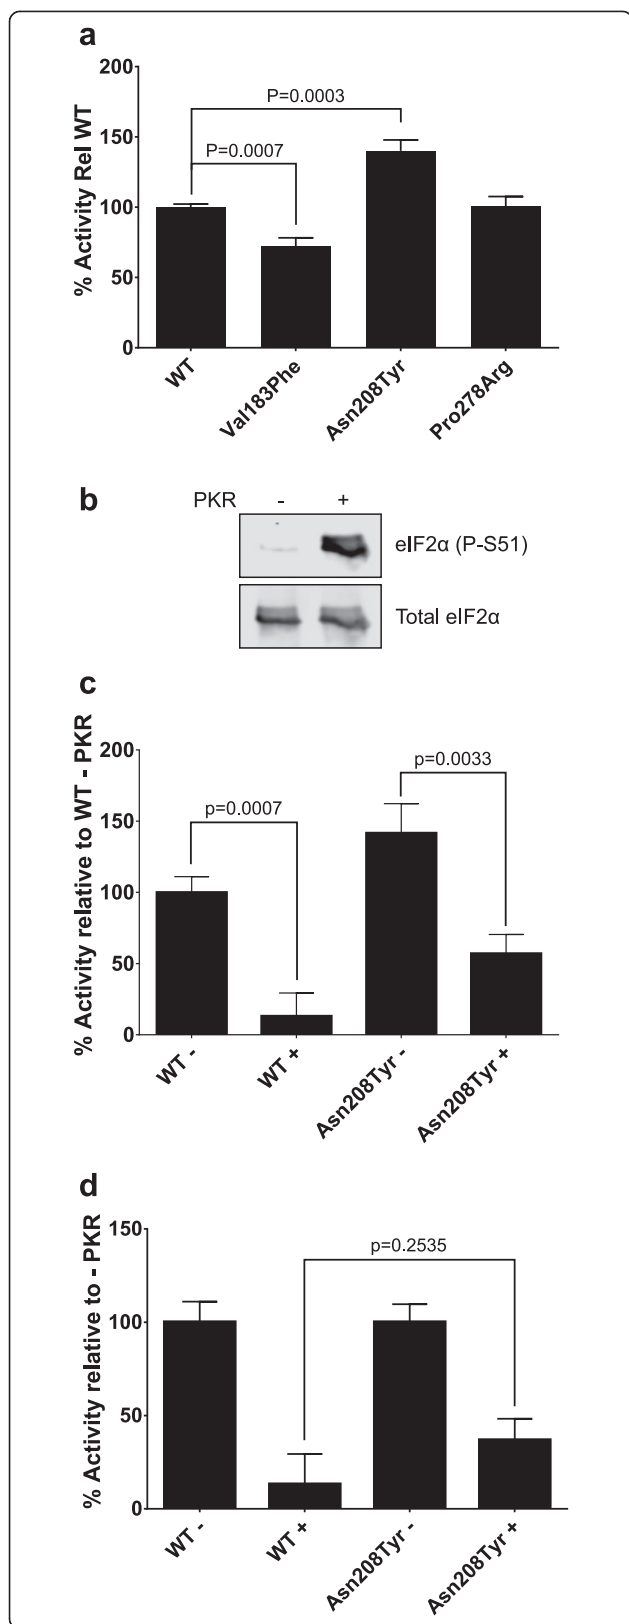 a
% Activity Rel WT
200
150
100
50
0
P=0.0003
P=0.0007
WT
Val183Phe
Asn208Tyr
Pro278Arg
b
PKR - +
eIF2α (P-S51)
Total eIF2α
c
% Activity relative to WT - PKR
200
150
100
50
0
p=0.0007
p=0.0033
WT -
WT +
Asn208Tyr -
Asn208Tyr +
d
% Activity relative to - PKR
150
100
50
0
p=0.2535
WT -
WT +
Asn208Tyr -
Asn208Tyr +